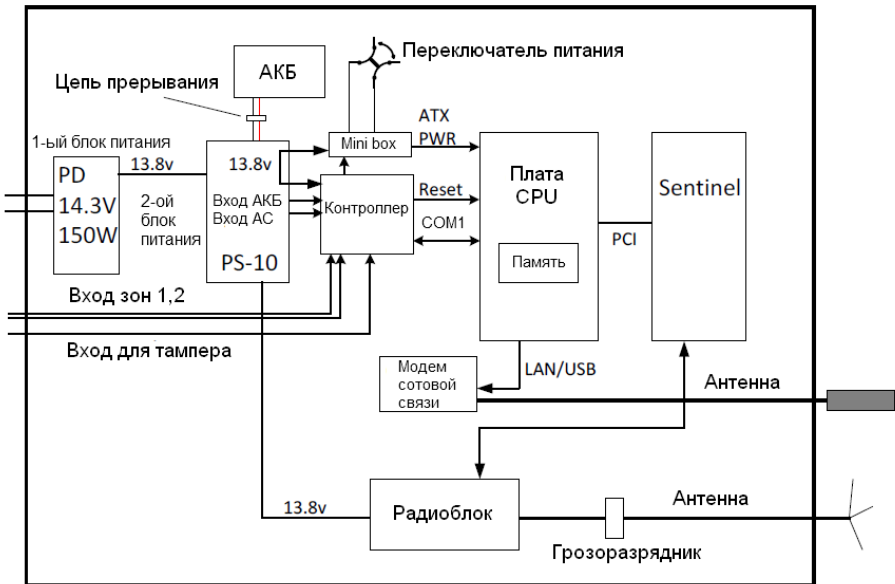 Переключатель питания
АКБ
Цепь прерывания
ATX
PWR
Mini box
1-ый блок питания
13.8v
13.8v
PD
14.3V
150W
2-ой
блок
питания
Вход АКБ
Вход АС
PS-10
Контроллер
Reset
COM1
Плата
CPU
Память
PCI
Sentinel
Вход зон 1,2
Вход для тампера
LAN/USB
Модем
сотовой
связи
Антенна
13.8v
Радиоблок
Антенна
Грозоразрядник